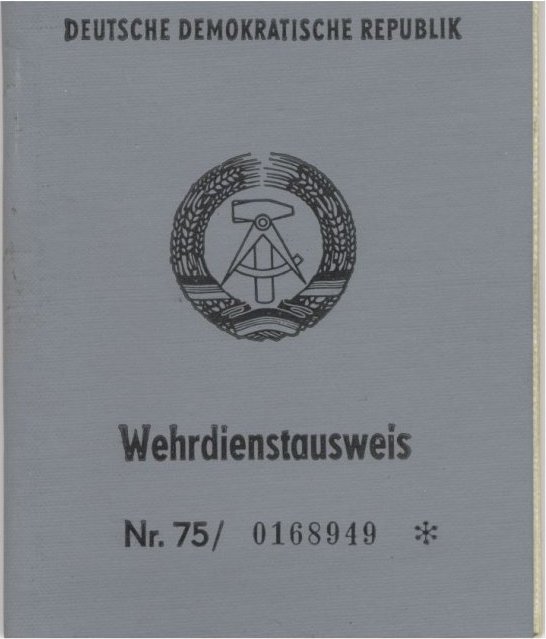 DEUTSCHE DEMOKRATISCHE REPUBLIK
Wehrdienstausweis
Nr. 75/ 0168949 *